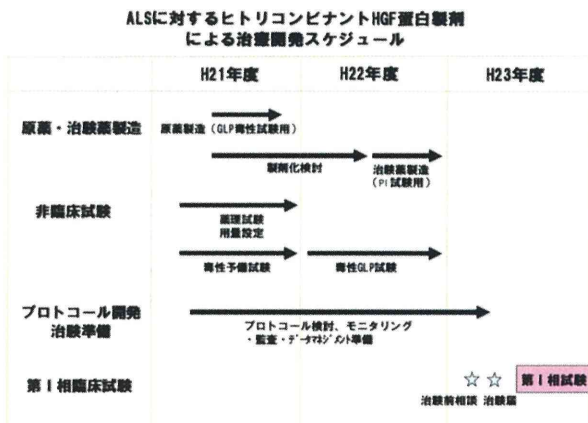 ALSに対するヒトリコンビナントHGF蛋白製剤
による治療開発スケジュール
H21年度 H22年度 H23年度
原薬・治験薬製造
原薬製造（GLP毒性試験用）
製剤化検討
治験薬製造
（PI試験用）
非臨床試験
薬理試験
用量設定
毒性予備試験
毒性GLP試験
プロトコール開発
治験準備
プロトコール検討、モニタリング
・監査・データマネジメント準備
第Ⅰ相臨床試験
☆ ☆
第Ⅰ相試験
治験前相談 治験届